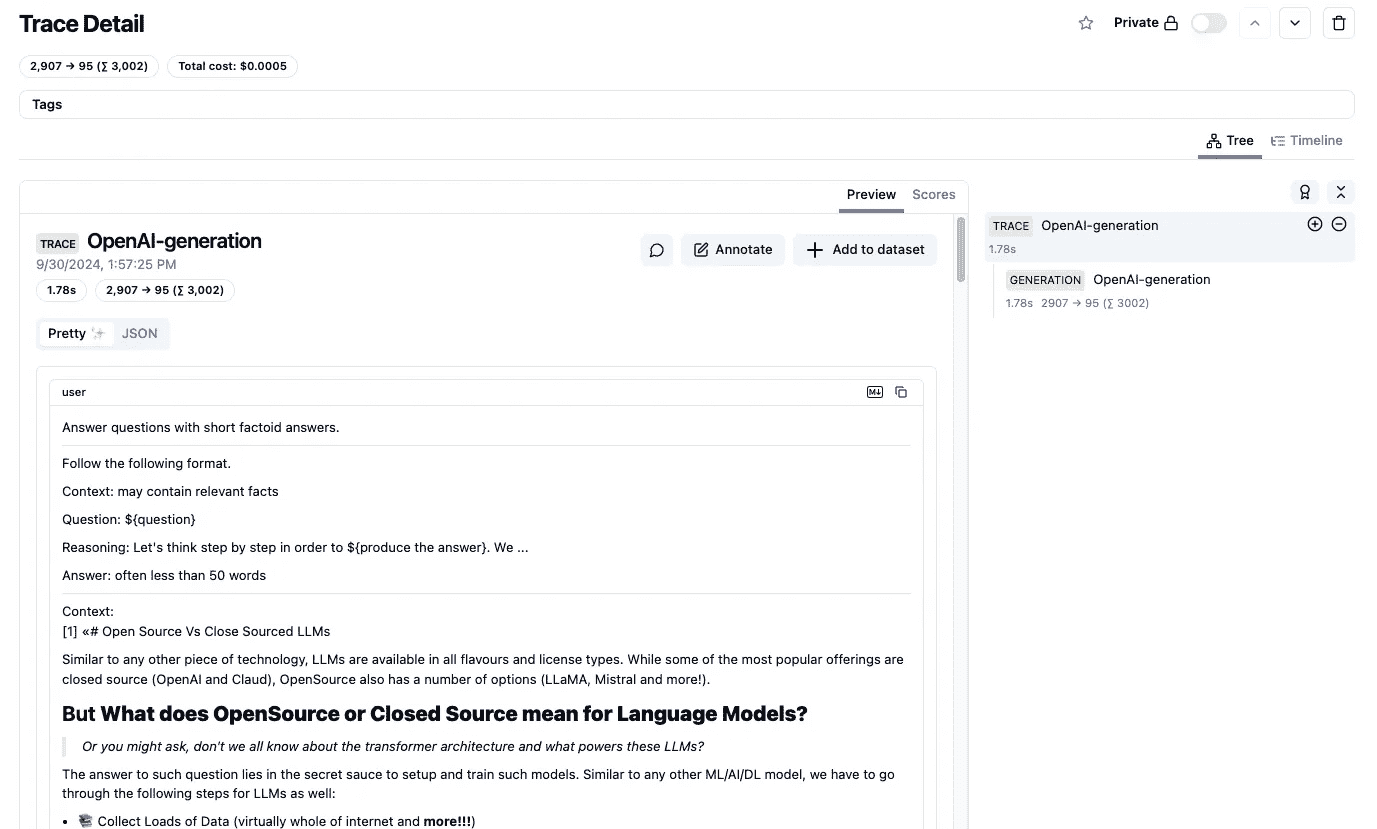 Trace Detail
Private
2,907 → 95 (∑ 3,002)
Total cost: $0.0005
Tags
Tree
Timeline
Preview
Scores
TRACE OpenAI-generation
9/30/2024, 1:57:25 PM
1.78s
2,907 → 95 (∑ 3,002)
Annotate
Add to dataset
Pretty
JSON
user
M↓
Answer questions with short factoid answers.
Follow the following format.
Context: may contain relevant facts
Question: ${question}
Reasoning: Let's think step by step in order to ${produce the answer}. We ...
Answer: often less than 50 words
Context:
[1] «# Open Source Vs Close Sourced LLMs
Similar to any other piece of technology, LLMs are available in all flavours and license types. While some of the most popular offerings are
closed source (OpenAI and Claud), OpenSource also has a number of options (LLaMA, Mistral and more!).
But What does OpenSource or Closed Source mean for Language Models?
Or you might ask, don't we all know about the transformer architecture and what powers these LLMs?
The answer to such question lies in the secret sauce to setup and train such models. Similar to any other ML/AI/DL model, we have to go
through the following steps for LLMs as well:
• 📚 Collect Loads of Data (virtually whole of internet and more!!!)
TRACE OpenAI-generation
1.78s
GENERATION OpenAI-generation
1.78s 2907 → 95 (∑ 3002)